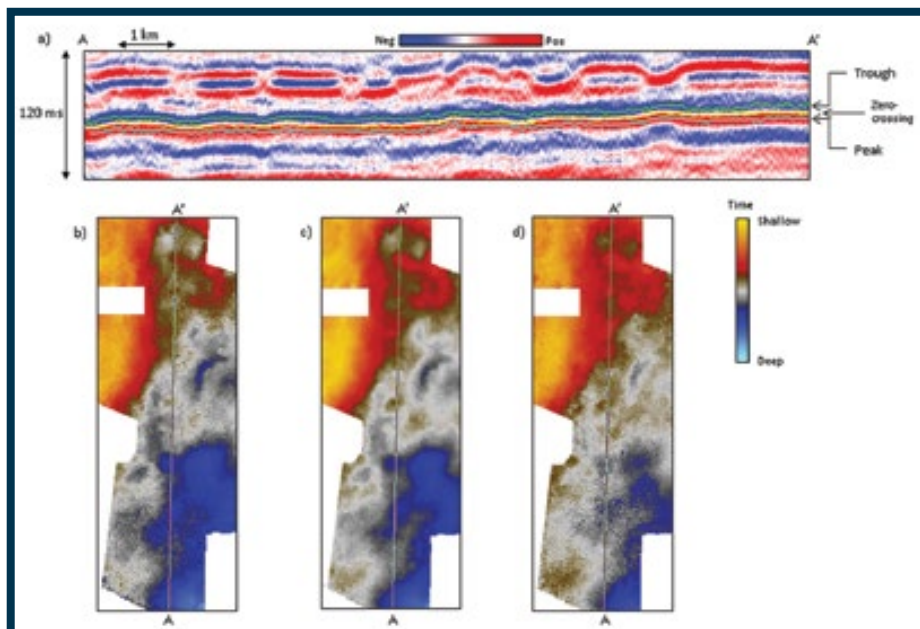 a) A 1 km Neg Pos A'
Trough
120 ms
Zero-
crossing
Peak
b) A' c) A' d) A' Time
Shallow
Deep
A A A